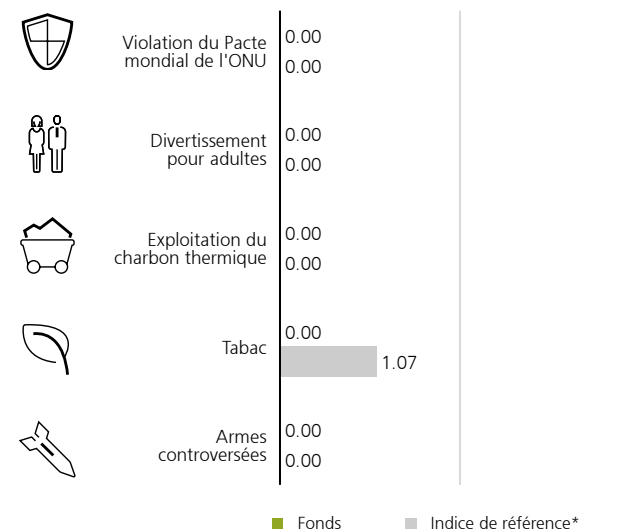 Violation du Pacte
mondial de l'ONU
0.00
0.00
Divertissement
pour adultes
0.00
0.00
Exploitation du
charbon thermique
0.00
0.00
Tabac
0.00
1.07
Armes
controversées
0.00
0.00
Fonds
Indice de référence*